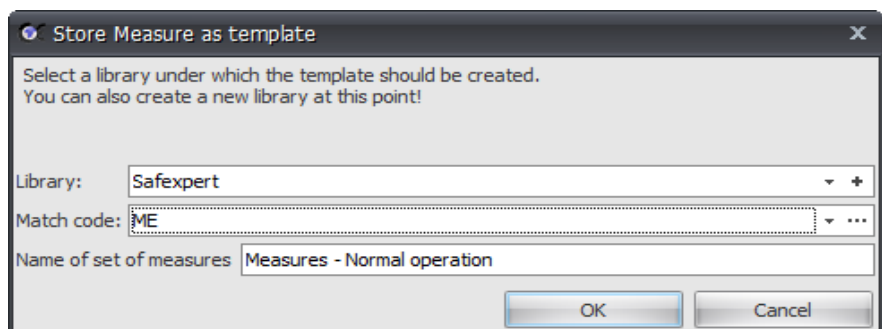 Store Measure as template
Select a library under which the template should be created.
You can also create a new library at this point!
Library: Safexpert
Match code: ME
Name of set of measures Measures - Normal operation
OK Cancel